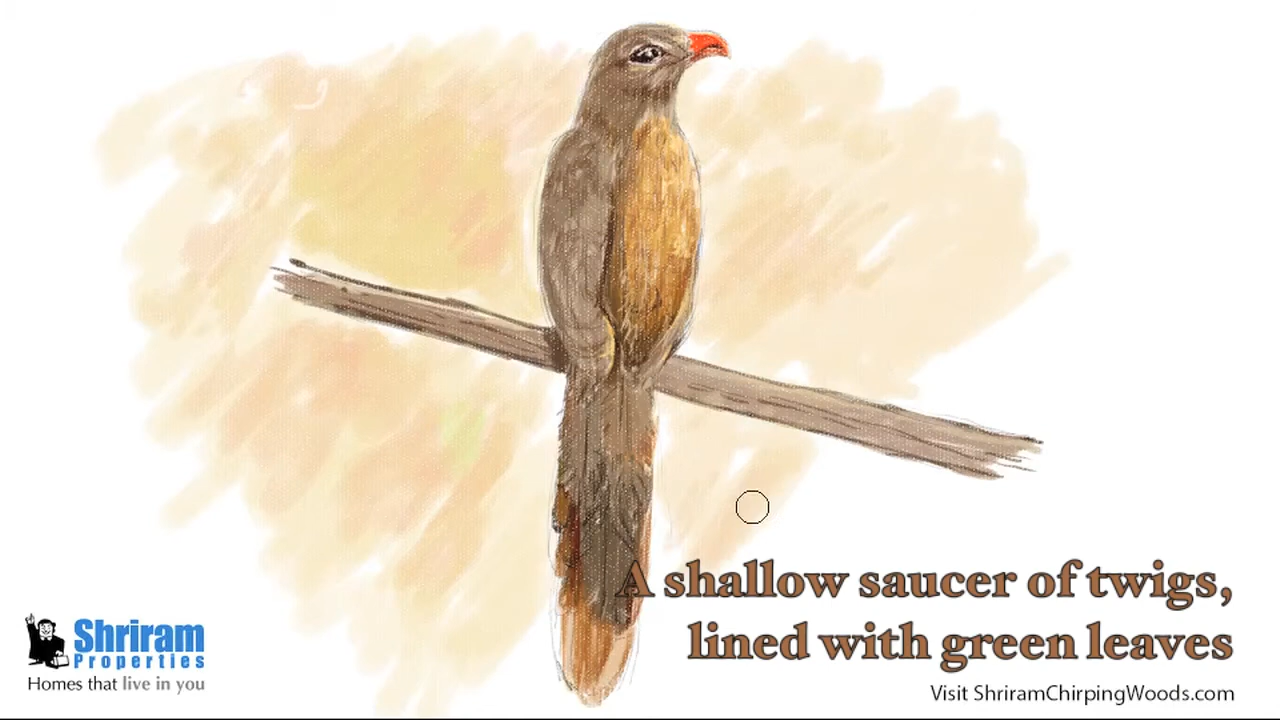 A shallow saucer of twigs,
lined with green leaves
Shriram
Properties
Homes that live in you
Visit ShriramChirpingWoods.com